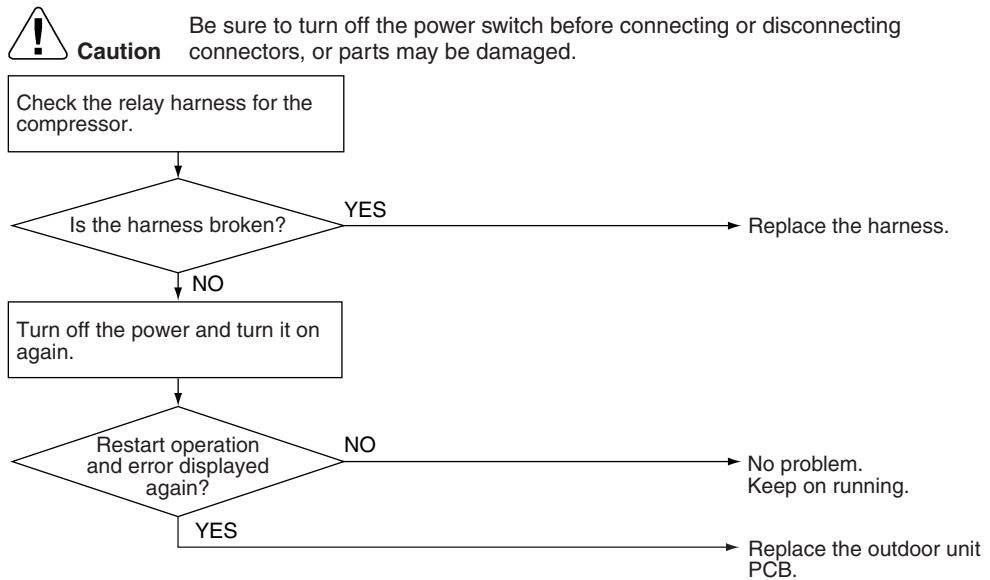 Caution
Be sure to turn off the power switch before connecting or disconnecting
connectors, or parts may be damaged.
Check the relay harness for the
compressor.
Is the harness broken?
YES
Replace the harness.
NO
Turn off the power and turn it on
again.
Restart operation
and error displayed
again?
NO
No problem.
Keep on running.
YES
Replace the outdoor unit
PCB.